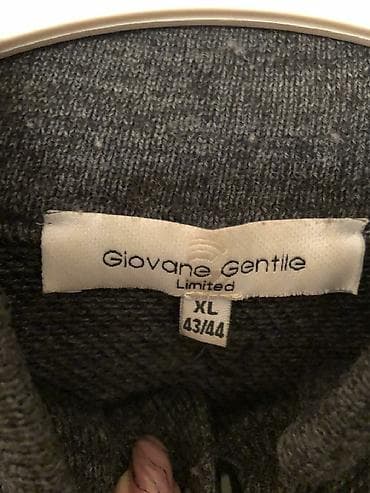 Giovane Gentile
Limited
XL
43/44